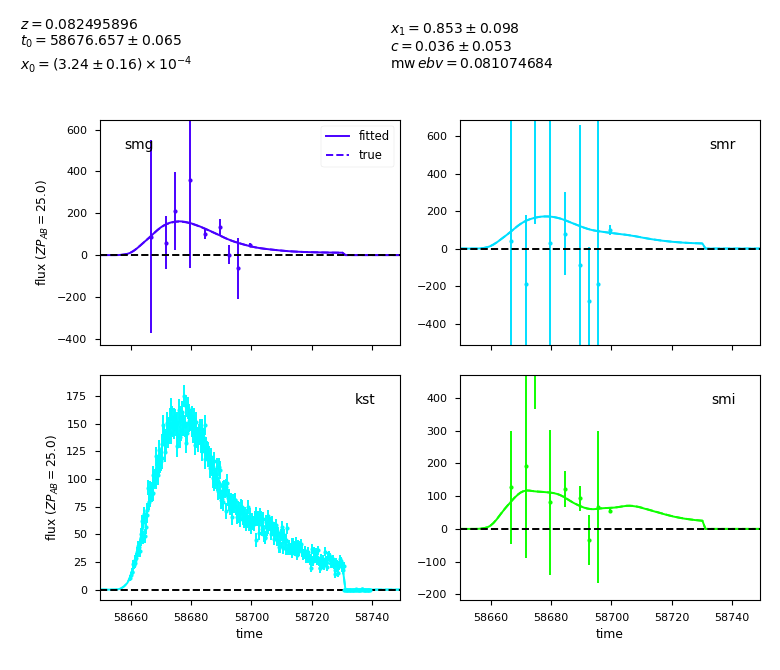 z = 0.082495896
t₀ = 58676.657 ± 0.065
x₀ = (3.24 ± 0.16) × 10⁻⁴
x₁ = 0.853 ± 0.098
c = 0.036 ± 0.053
mw ebv = 0.081074684
smg
fitted
true
600
400
200
0
−200
−400
flux (ZP_AB = 25.0)
smr
600
400
200
0
−200
−400
kst
175
150
125
100
75
50
25
0
flux (ZP_AB = 25.0)
58660 58680 58700 58720 58740
time
smi
400
300
200
100
0
−100
−200
58660 58680 58700 58720 58740
time